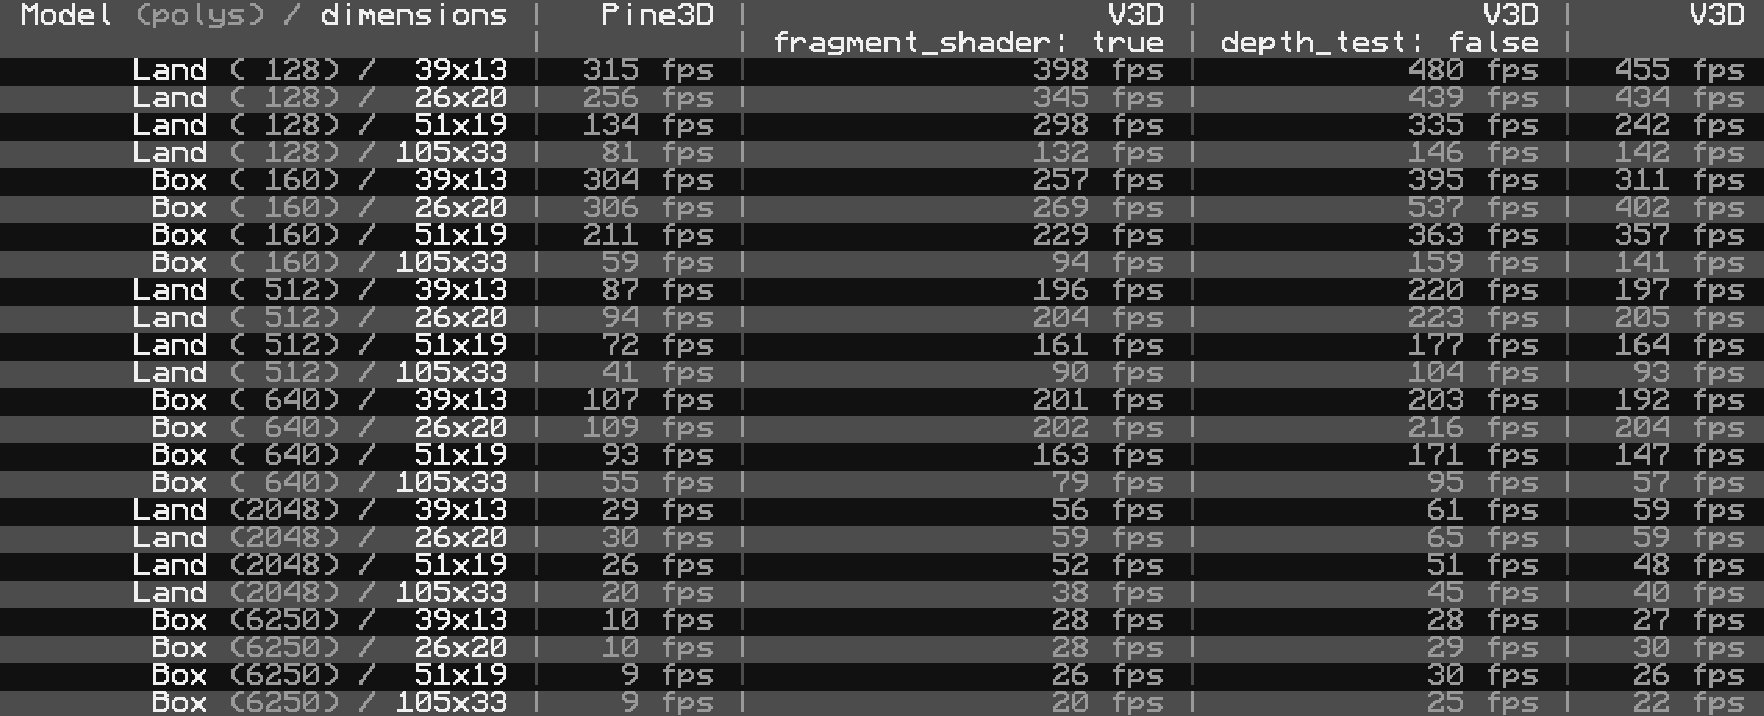 Model (polys) / dimensions | Pine3D | V3D | V3D | V3D
| | fragment_shader: true | depth_test: false |
Land ( 128) / 39x13 | 315 fps | 398 fps | 480 fps | 455 fps
Land ( 128) / 26x20 | 256 fps | 345 fps | 439 fps | 434 fps
Land ( 128) / 51x19 | 134 fps | 298 fps | 335 fps | 242 fps
Land ( 128) / 105x33 | 81 fps | 132 fps | 146 fps | 142 fps
Box ( 160) / 39x13 | 304 fps | 257 fps | 395 fps | 311 fps
Box ( 160) / 26x20 | 306 fps | 269 fps | 537 fps | 402 fps
Box ( 160) / 51x19 | 211 fps | 229 fps | 363 fps | 357 fps
Box ( 160) / 105x33 | 59 fps | 94 fps | 159 fps | 141 fps
Land ( 512) / 39x13 | 87 fps | 196 fps | 220 fps | 197 fps
Land ( 512) / 26x20 | 94 fps | 204 fps | 223 fps | 205 fps
Land ( 512) / 51x19 | 72 fps | 161 fps | 177 fps | 164 fps
Land ( 512) / 105x33 | 41 fps | 90 fps | 104 fps | 93 fps
Box ( 640) / 39x13 | 107 fps | 201 fps | 203 fps | 192 fps
Box ( 640) / 26x20 | 109 fps | 202 fps | 216 fps | 204 fps
Box ( 640) / 51x19 | 93 fps | 163 fps | 171 fps | 147 fps
Box ( 640) / 105x33 | 55 fps | 79 fps | 95 fps | 57 fps
Land (2048) / 39x13 | 29 fps | 56 fps | 61 fps | 59 fps
Land (2048) / 26x20 | 30 fps | 59 fps | 65 fps | 59 fps
Land (2048) / 51x19 | 26 fps | 52 fps | 51 fps | 48 fps
Land (2048) / 105x33 | 20 fps | 38 fps | 45 fps | 40 fps
Box (6250) / 39x13 | 10 fps | 28 fps | 28 fps | 27 fps
Box (6250) / 26x20 | 10 fps | 28 fps | 29 fps | 30 fps
Box (6250) / 51x19 | 9 fps | 26 fps | 30 fps | 26 fps
Box (6250) / 105x33 | 9 fps | 20 fps | 25 fps | 22 fps